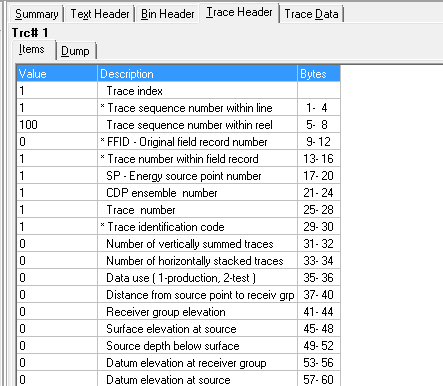 Summary Text Header Bin Header Trace Header Trace Data
Trc# 1
Items Dump
Value Description Bytes
1 Trace index
1 * Trace sequence number within line 1- 4
100 Trace sequence number within reel 5- 8
0 * FFID - Original field record number 9- 12
1 * Trace number within field record 13- 16
1 SP - Energy source point number 17- 20
1 CDP ensemble number 21- 24
1 Trace number 25- 28
1 * Trace identification code 29- 30
0 Number of vertically summed traces 31- 32
0 Number of horizontally stacked traces 33- 34
0 Data use ( 1-production, 2-test ) 35- 36
0 Distance from source point to receiv grp 37- 40
0 Receiver group elevation 41- 44
0 Surface elevation at source 45- 48
0 Source depth below surface 49- 52
0 Datum elevation at receiver group 53- 56
0 Datum elevation at source 57- 60